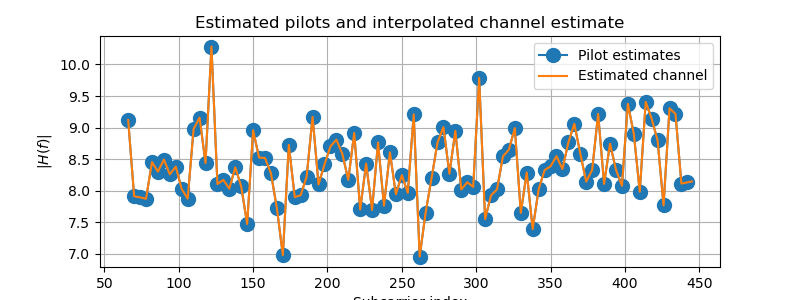 Estimated pilots and interpolated channel estimate
|H(f)|
10.0
9.5
9.0
8.5
8.0
7.5
7.0
Pilot estimates
Estimated channel
50 100 150 200 250 300 350 400 450
Subcarrier index